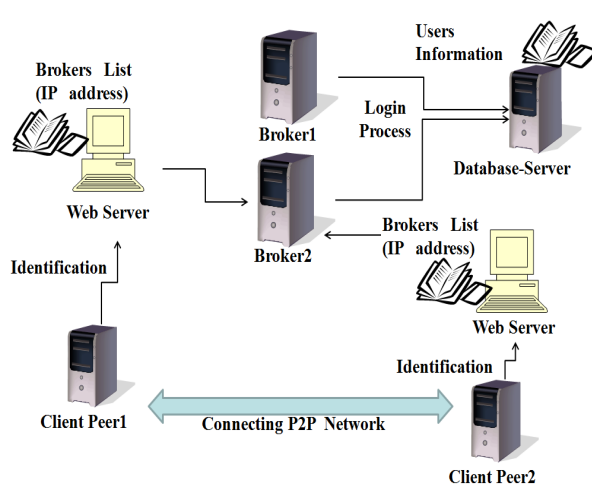 Users
Information
Brokers List
(IP address)
Broker1
Login
Process
Database-Server
Web Server
Broker2
Brokers List
(IP address)
Identification
Web Server
Identification
Client Peer1
Connecting P2P Network
Client Peer2